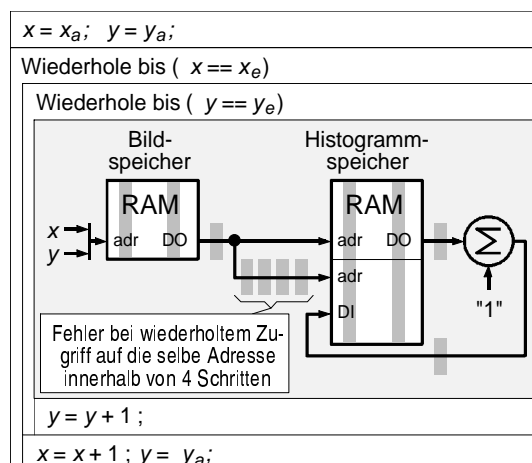 x = xₐ;   y = yₐ;
Wiederhole bis ( x == xₑ)
Wiederhole bis ( y == yₑ)
Bild-
speicher
Histogramm-
speicher
RAM
RAM
x
y
adr
DO
adr
DO
adr
DI
Σ
"1"
Fehler bei wiederholtem Zu-
griff auf die selbe Adresse
innerhalb von 4 Schritten
y = y + 1 ;
x = x + 1 ; y = yₐ;